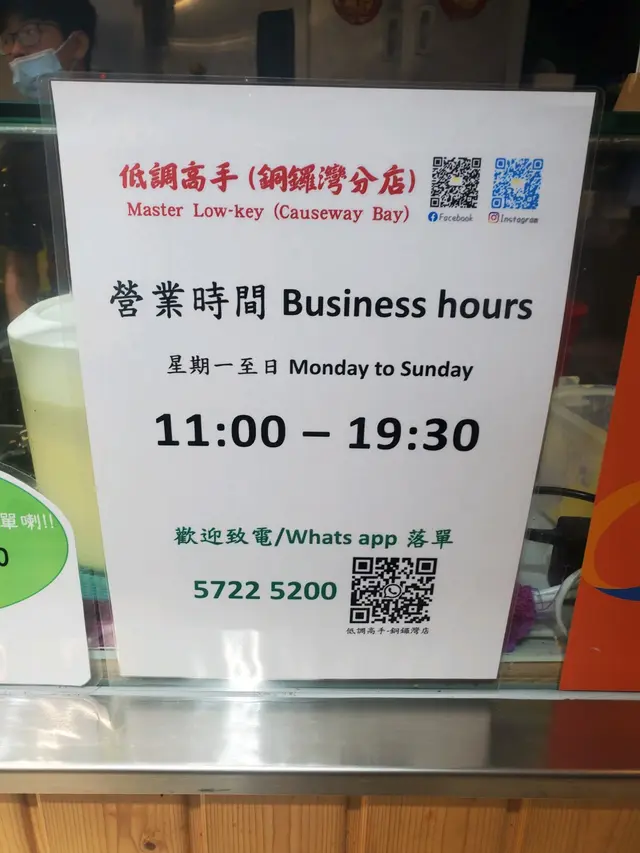 低調高手 (銅鑼灣分店)
Master Low-key (Causeway Bay)
Facebook
Instagram
營業時間 Business hours
星期一至日 Monday to Sunday
11:00 – 19:30
歡迎致電/Whats app 落單
5722 5200
低調高手-銅鑼灣店
單喇!!
0